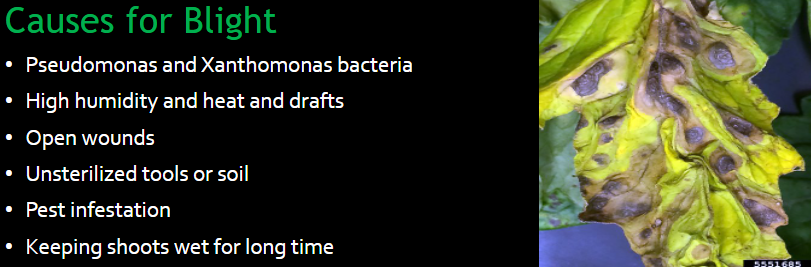 Causes for Blight
• Pseudomonas and Xanthomonas bacteria
• High humidity and heat and drafts
• Open wounds
• Unsterilized tools or soil
• Pest infestation
• Keeping shoots wet for long time
5551685